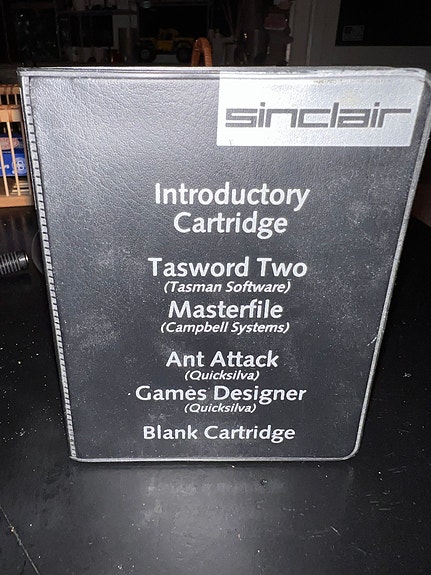 sinclair
Introductory
Cartridge
Tasword Two
(Tasman Software)
Masterfile
(Campbell Systems)
Ant Attack
(Quicksilva)
Games Designer
(Quicksilva)
Blank Cartridge